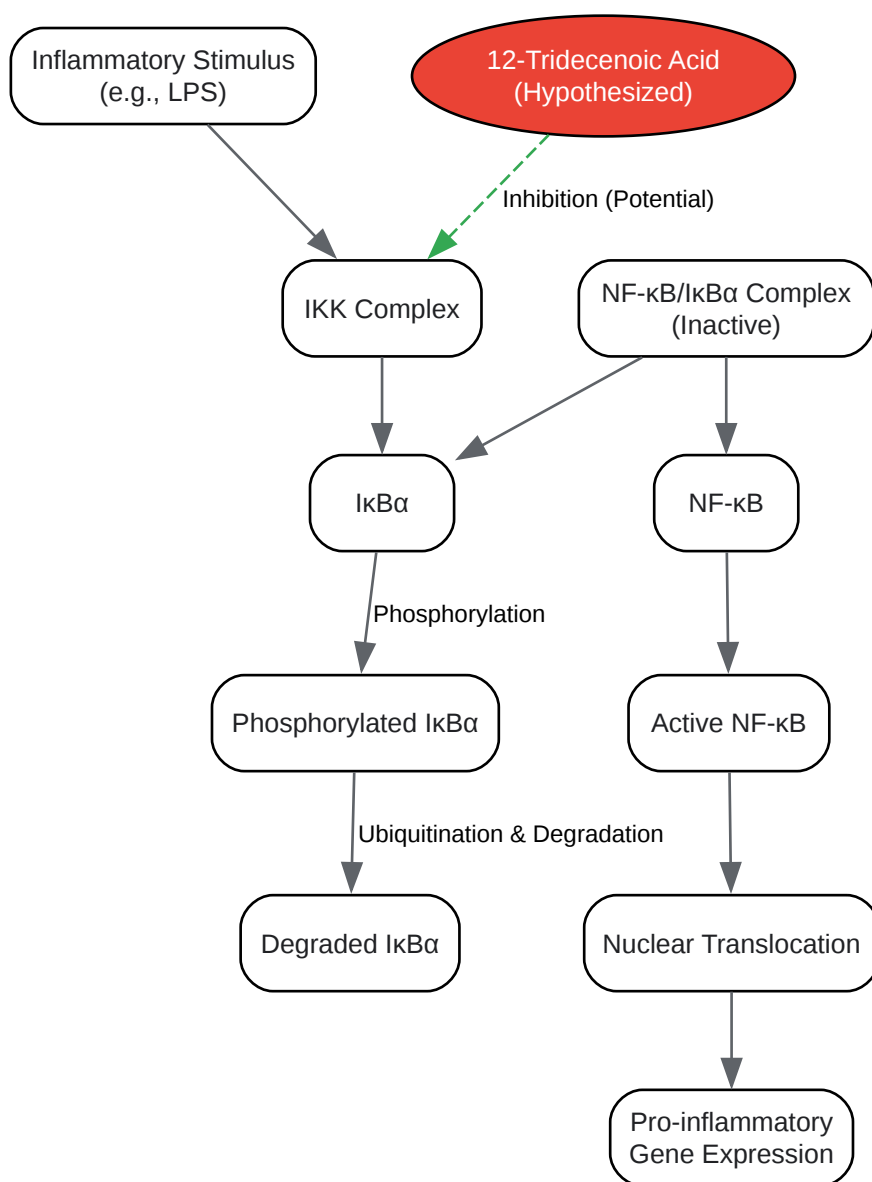 Inflammatory Stimulus
(e.g., LPS)
12-Tridecenoic Acid
(Hypothesized)
Inhibition (Potential)
IKK Complex
NF-κB/IκBα Complex
(Inactive)
IκBα
NF-κB
Phosphorylation
Phosphorylated IκBα
Active NF-κB
Ubiquitination & Degradation
Degraded IκBα
Nuclear Translocation
Pro-inflammatory
Gene Expression